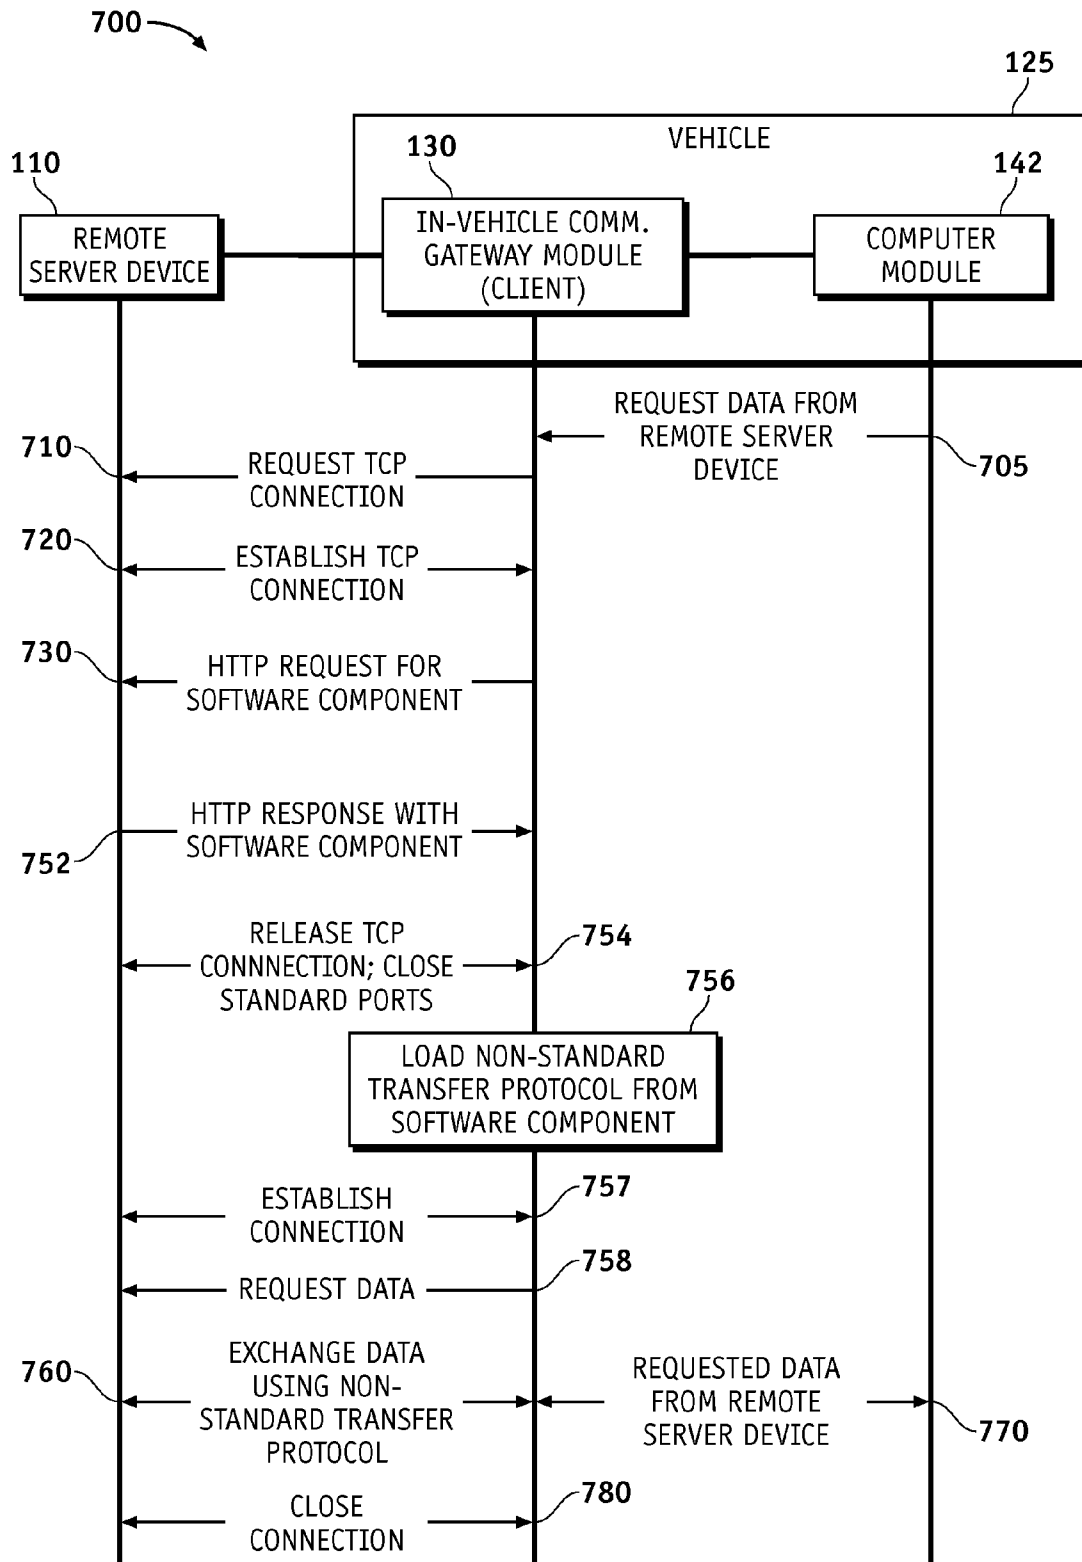 700
125
VEHICLE
130
142
110
REMOTE
SERVER DEVICE
IN-VEHICLE COMM.
GATEWAY MODULE
(CLIENT)
COMPUTER
MODULE
REQUEST DATA FROM
REMOTE SERVER
DEVICE
705
710
REQUEST TCP
CONNECTION
720
ESTABLISH TCP
CONNECTION
730
HTTP REQUEST FOR
SOFTWARE COMPONENT
HTTP RESPONSE WITH
SOFTWARE COMPONENT
752
RELEASE TCP
CONNNECTION; CLOSE
STANDARD PORTS
754
756
LOAD NON-STANDARD
TRANSFER PROTOCOL FROM
SOFTWARE COMPONENT
757
ESTABLISH
CONNECTION
758
REQUEST DATA
760
EXCHANGE DATA
USING NON-
STANDARD TRANSFER
PROTOCOL
REQUESTED DATA
FROM REMOTE
SERVER DEVICE
770
780
CLOSE
CONNECTION